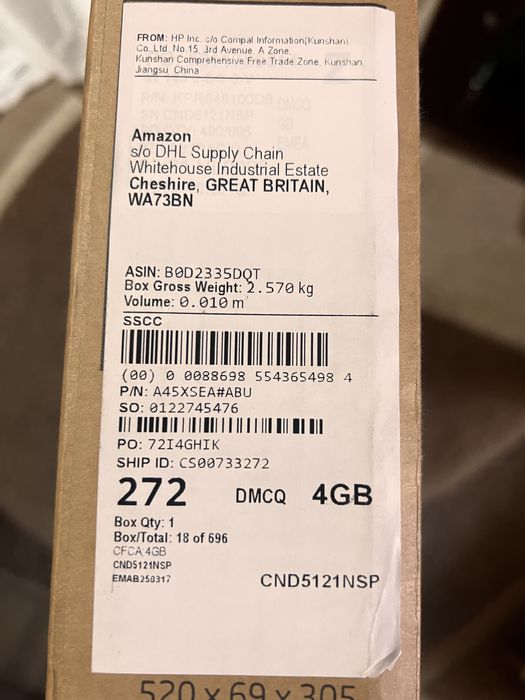 FROM: HP Inc. c/o Compal Information(Kunshan)
Co.,Ltd. No.15, 3rd Avenue, A Zone,
Kunshan Comprehensive Free Trade Zone, Kunshan,
Jiangsu, China
Amazon
s/o DHL Supply Chain
Whitehouse Industrial Estate
Cheshire, GREAT BRITAIN,
WA73BN
ASIN: B0D2335DQT
Box Gross Weight: 2.570 kg
Volume: 0.010 m
SSCC
(00) 0 0088698 554365498 4
P/N: A45XSEA#ABU
SO: 0122745476
PO: 72I4GHIK
SHIP ID: CS00733272
272 DMCQ 4GB
Box Qty: 1
Box/Total: 18 of 696
CFCA,4GB
CND5121NSP
EMAB250317 CND5121NSP
520 x 69 x 305